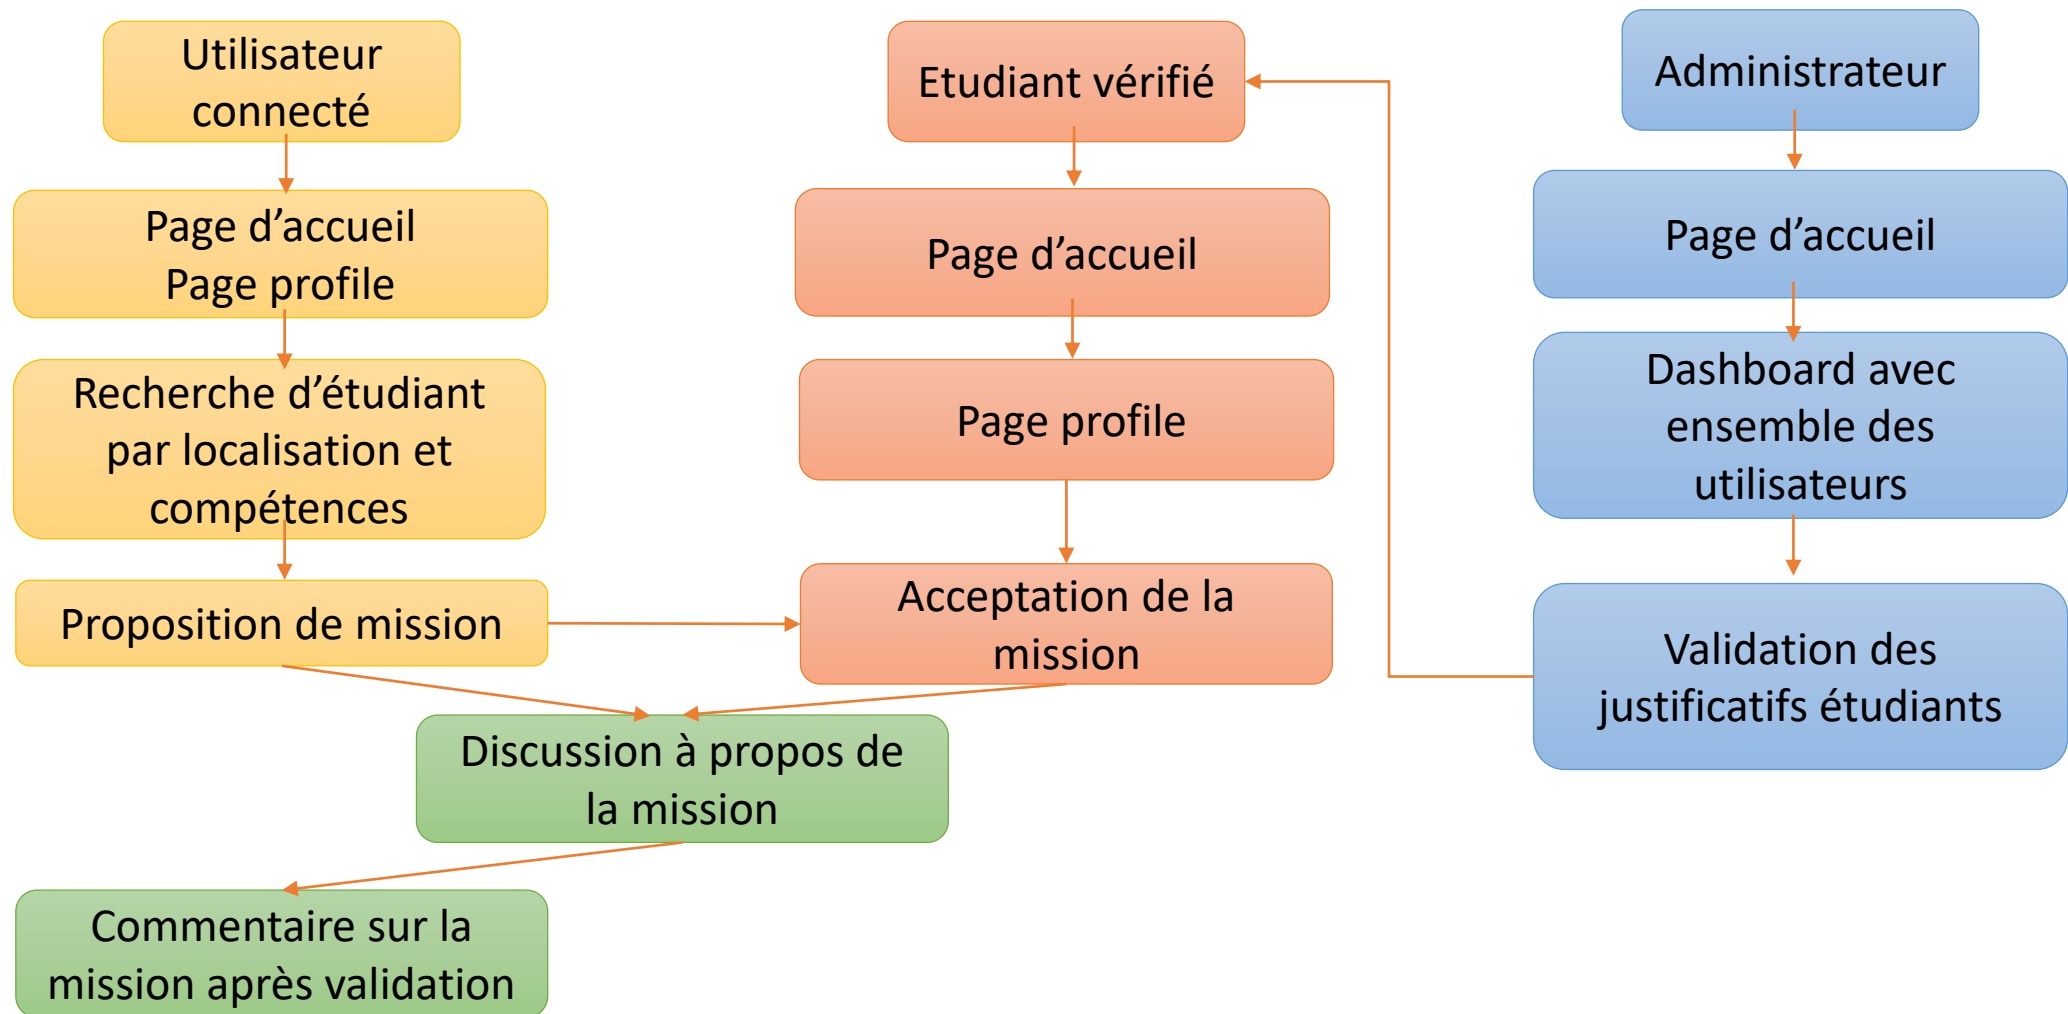 Utilisateur
connecté
Page d’accueil
Page profile
Recherche d’étudiant
par localisation et
compétences
Proposition de mission
Etudiant vérifié
Page d’accueil
Page profile
Acceptation de la
mission
Discussion à propos de
la mission
Commentaire sur la
mission après validation
Administrateur
Page d’accueil
Dashboard avec
ensemble des
utilisateurs
Validation des
justificatifs étudiants